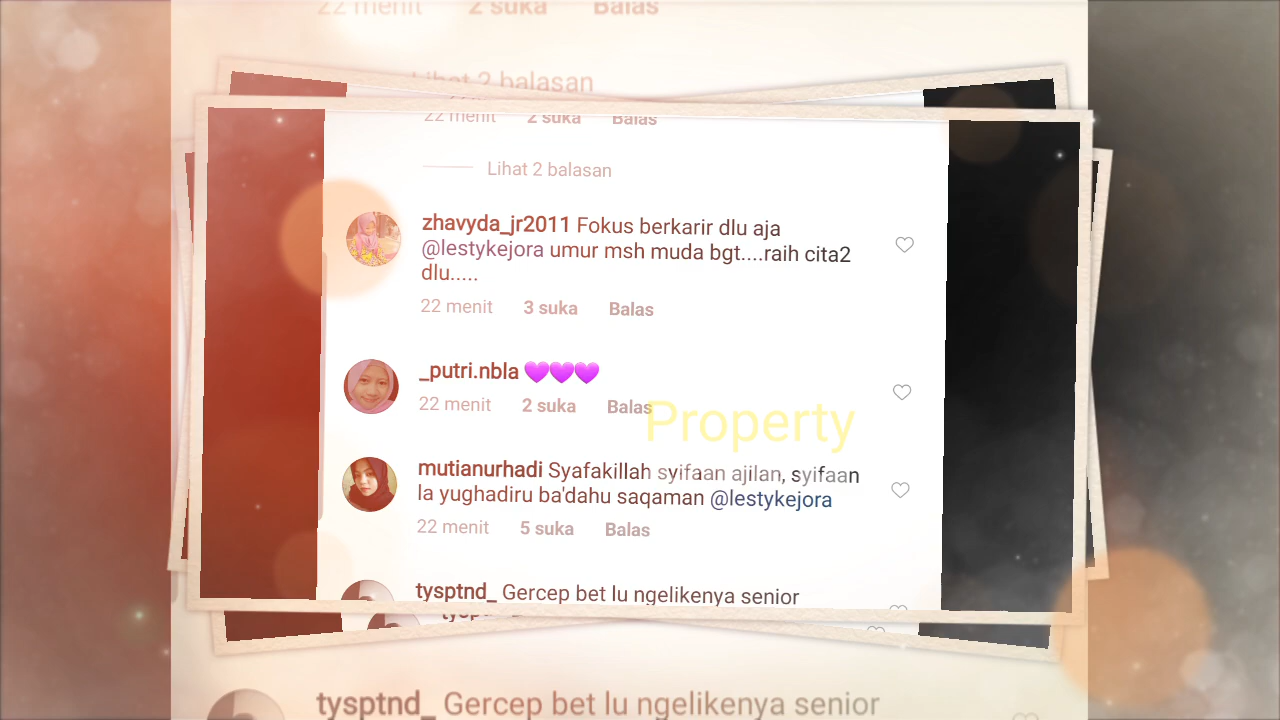 22 menit 2 suka Balas
Lihat 2 balasan
22 menit 2 suka Balas
Lihat 2 balasan
zhavyda_jr2011 Fokus berkarir dlu aja
@lestykejora umur msh muda bgt....raih cita2
dlu.....
22 menit 3 suka Balas
_putri.nbla 💜💜💜
22 menit 2 suka Balas
Property
mutianurhadi Syafakillah syifaan ajilan, syifaan
la yughadiru ba'dahu saqaman @lestykejora
22 menit 5 suka Balas
tysptnd_ Gercep bet lu ngelikenya senior
tysptnd_ Gercep bet lu ngelikenya senior